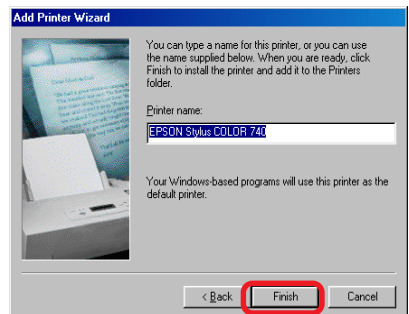 Add Printer Wizard
You can type a name for this printer, or you can use
the name supplied below. When you are ready, click
Finish to install the printer and add it to the Printers
folder.
Printer name:
EPSON Stylus COLOR 740
Your Windows-based programs will use this printer as the
default printer.
< Back
Finish
Cancel